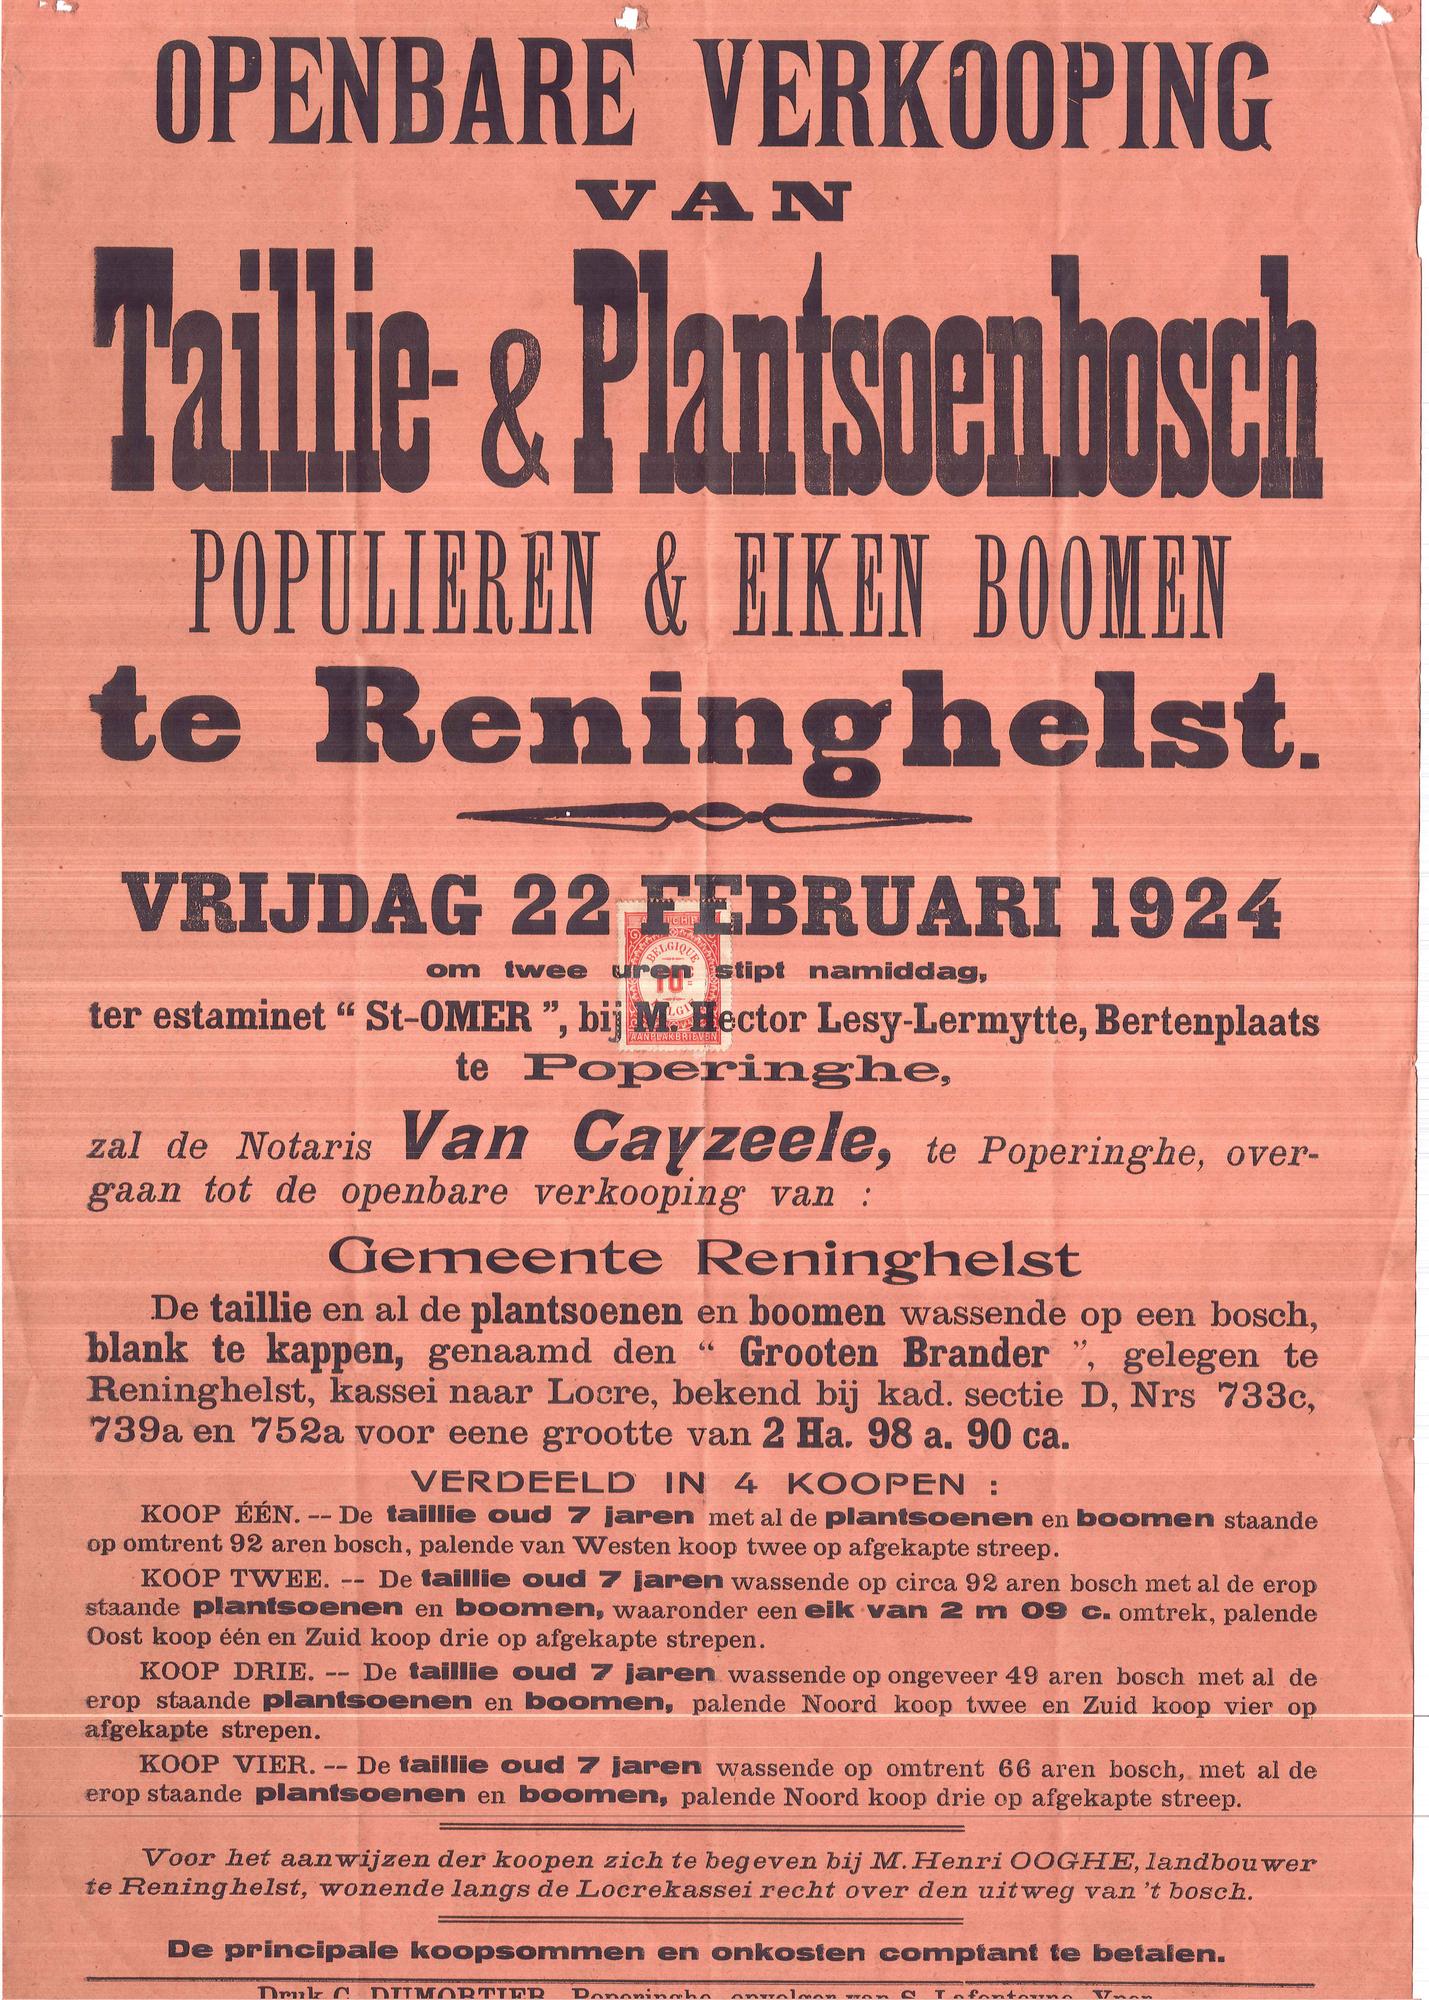 OPENBARE VERKOOPING
VAN
Taillie- & Plantsoenbosch
POPULIEREN & EIKEN BOOMEN
te Reninghelst.
VRIJDAG 22 FEBRUARI 1924
om twee uren stipt namiddag,
ter estaminet “ St-OMER ”, bij M. Hector Lesy-Lermytte, Bertenplaats
te Poperinghe,
zal de Notaris Van Cayzeele, te Poperinghe, over-
gaan tot de openbare verkooping van :
Gemeente Reninghelst
De taillie en al de plantsoenen en boomen wassende op een bosch,
blank te kappen, genaamd den “ Grooten Brander ”, gelegen te
Reninghelst, kassei naar Locre, bekend bij kad. sectie D, Nrs 733c,
739a en 752a voor eene grootte van 2 Ha. 98 a. 90 ca.
VERDEELD IN 4 KOOPEN :
KOOP ÉÉN. -- De taillie oud 7 jaren met al de plantsoenen en boomen staande
op omtrent 92 aren bosch, palende van Westen koop twee op afgekapte streep.
KOOP TWEE. -- De taillie oud 7 jaren wassende op circa 92 aren bosch met al de erop
staande plantsoenen en boomen, waaronder een eik van 2 m 09 c. omtrek, palende
Oost koop één en Zuid koop drie op afgekapte strepen.
KOOP DRIE. -- De taillie oud 7 jaren wassende op ongeveer 49 aren bosch met al de
erop staande plantsoenen en boomen, palende Noord koop twee en Zuid koop vier op
afgekapte strepen.
KOOP VIER. -- De taillie oud 7 jaren wassende op omtrent 66 aren bosch, met al de
erop staande plantsoenen en boomen, palende Noord koop drie op afgekapte streep.
Voor het aanwijzen der koopen zich te begeven bij M. Henri OOGHE, landbouwer
te Reninghelst, wonende langs de Locrekassei recht over den uitweg van 't bosch.
De principale koopsommen en onkosten comptant te betalen.
Druk C. DUMORTIER, Poperinghe, opvolger van S. Lafonteyne, Yper.
BELGIQUE
10
AANPLAKBRIEVEN